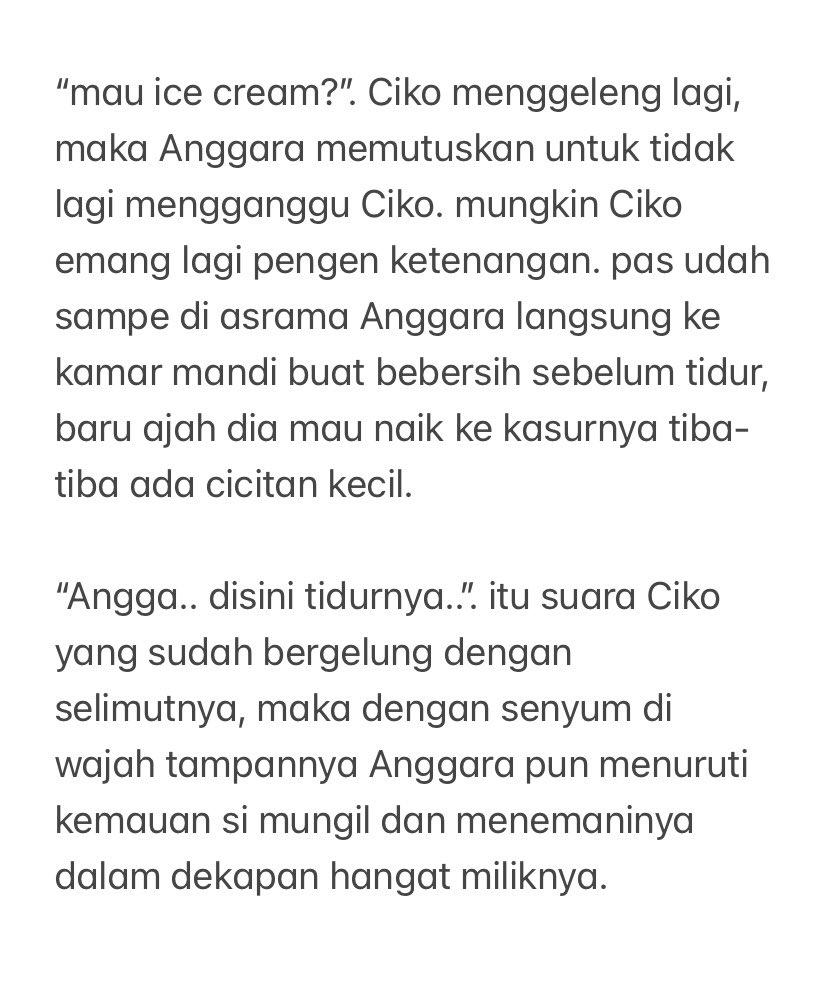 “mau ice cream?”. Ciko menggeleng lagi,
maka Anggara memutuskan untuk tidak
lagi mengganggu Ciko. mungkin Ciko
emang lagi pengen ketenangan. pas udah
sampe di asrama Anggara langsung ke
kamar mandi buat bebersih sebelum tidur,
baru ajah dia mau naik ke kasurnya tiba-
tiba ada cicitan kecil.
“Angga.. disini tidurnya..”. itu suara Ciko
yang sudah bergelung dengan
selimutnya, maka dengan senyum di
wajah tampannya Anggara pun menuruti
kemauan si mungil dan menemaninya
dalam dekapan hangat miliknya.